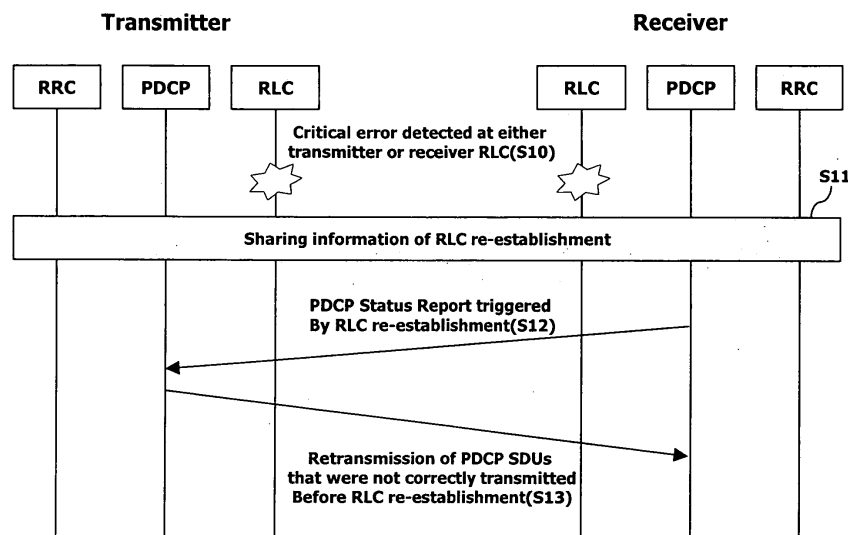 Transmitter
Receiver
RRC
PDCP
RLC
RLC
PDCP
RRC
Critical error detected at either
transmitter or receiver RLC(S10)
S11
Sharing information of RLC re-establishment
PDCP Status Report triggered
By RLC re-establishment(S12)
Retransmission of PDCP SDUs
that were not correctly transmitted
Before RLC re-establishment(S13)